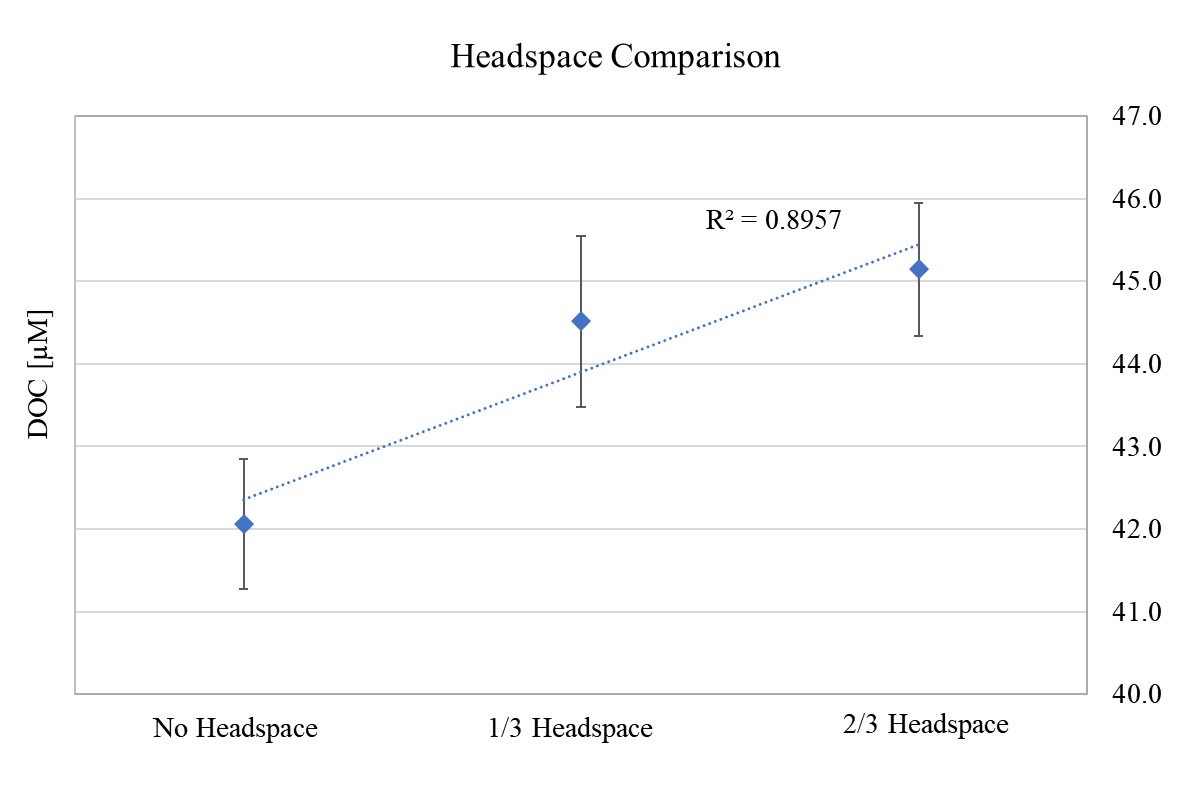 Headspace Comparison
47.0
46.0
R² = 0.8957
45.0
44.0
DOC [µM]
43.0
42.0
41.0
40.0
No Headspace
1/3 Headspace
2/3 Headspace